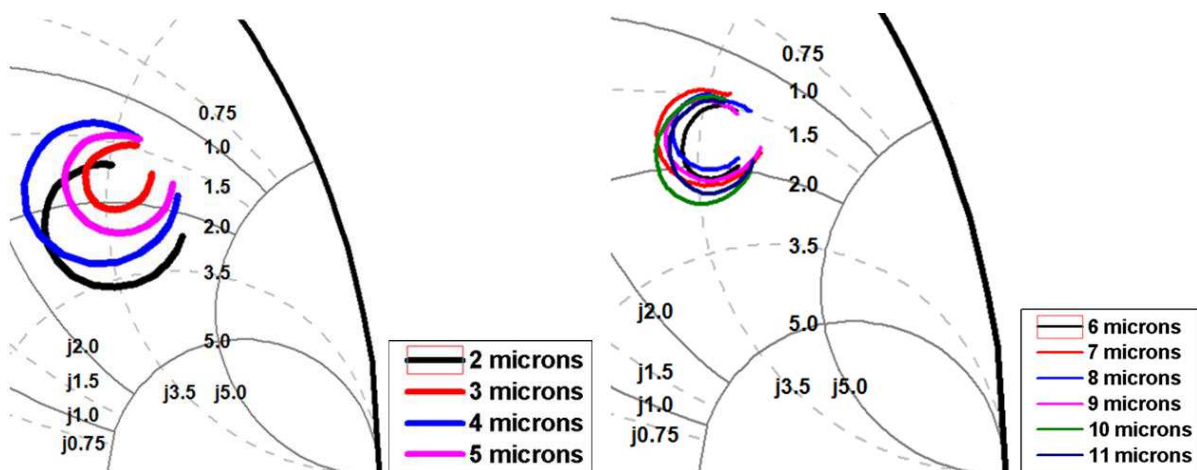 0.75
1.0
1.5
2.0
3.5
5.0
j2.0
j1.5
j1.0
j0.75
j3.5 j5.0
2 microns
3 microns
4 microns
5 microns
0.75
1.0
1.5
2.0
3.5
5.0
j2.0
j1.5
j1.0
j0.75
j3.5 j5.0
6 microns
7 microns
8 microns
9 microns
10 microns
11 microns